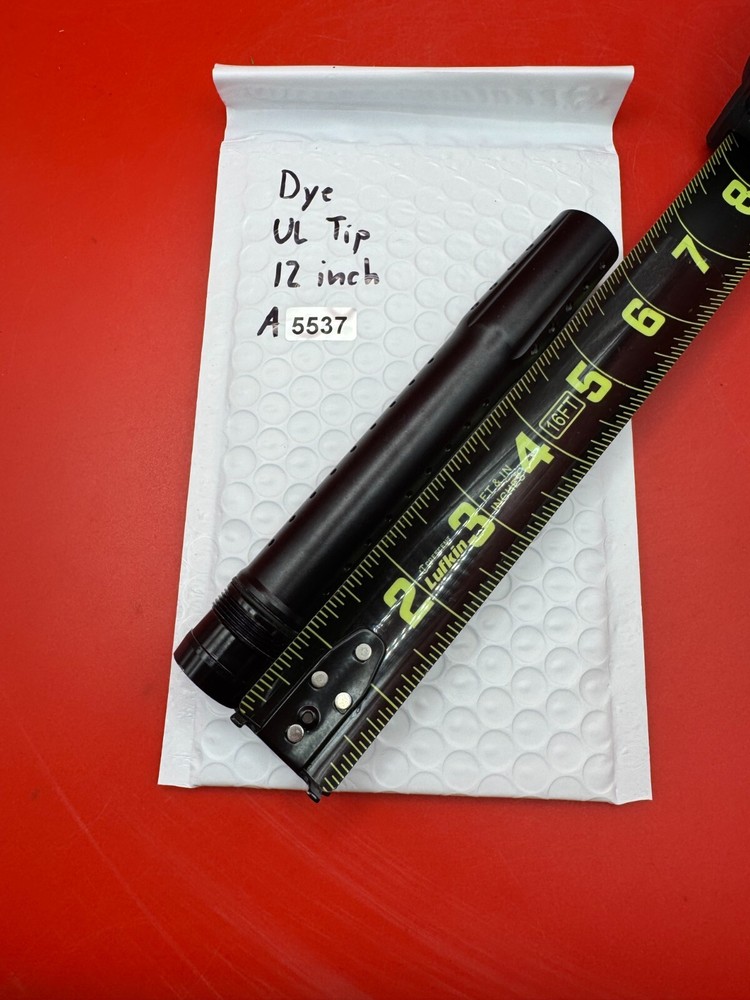 Dye
UL Tip
12 inch
A 5537
2
Lufkin
3
FT & IN
INCHES
4
16FT
5
6
7
8